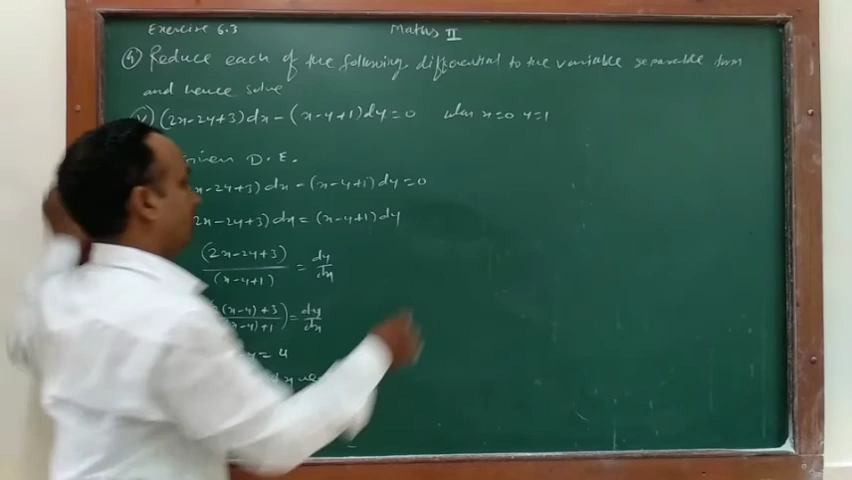 Exercise 6.3 Maths II
④ Reduce each of the following differential to the variable separable form
and hence solve
(2x-2y+3)dx-(x-y+1)dy=0 when x=0 y=1
D.E.
x-2y+3)dx-(x-y+1)dy=0
2x-2y+3)dx=(x-y+1)dy
(2x-2y+3)/(x-y+1) = dy/dx
(x-y)+3/x-y)+1) = dy/dx
= u